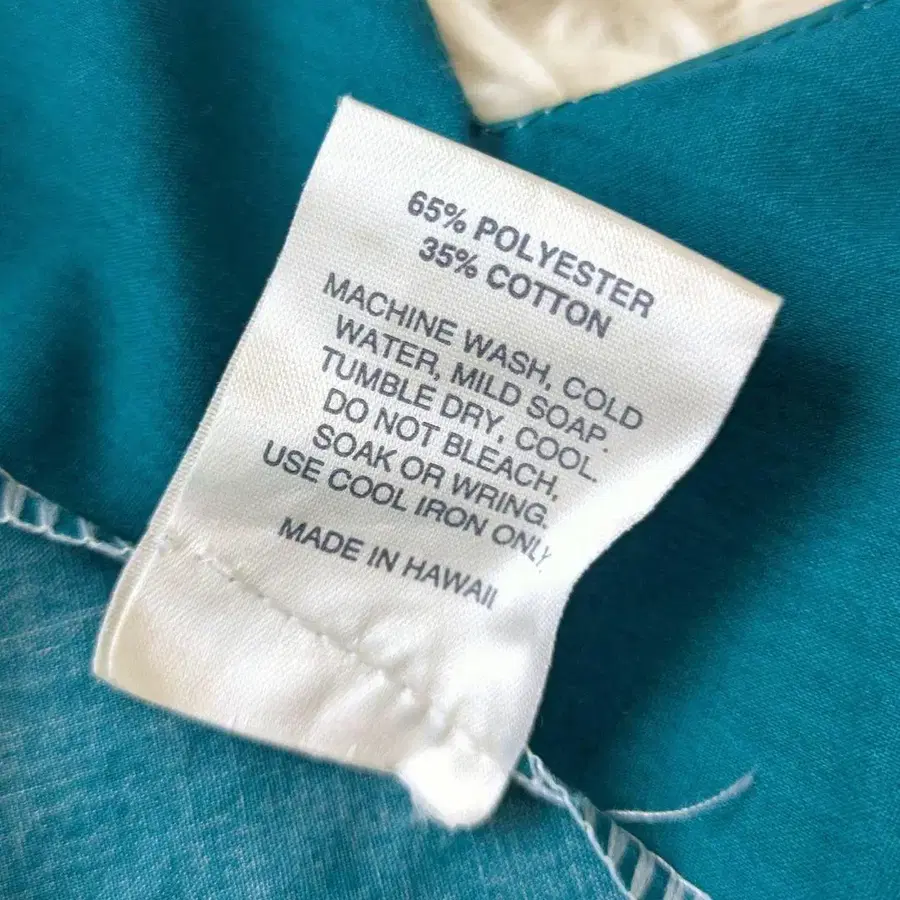 65% POLYESTER
35% COTTON
MACHINE WASH, COLD
WATER, MILD SOAP.
TUMBLE DRY, COOL.
DO NOT BLEACH,
SOAK OR WRING.
USE COOL IRON ONLY
MADE IN HAWAII